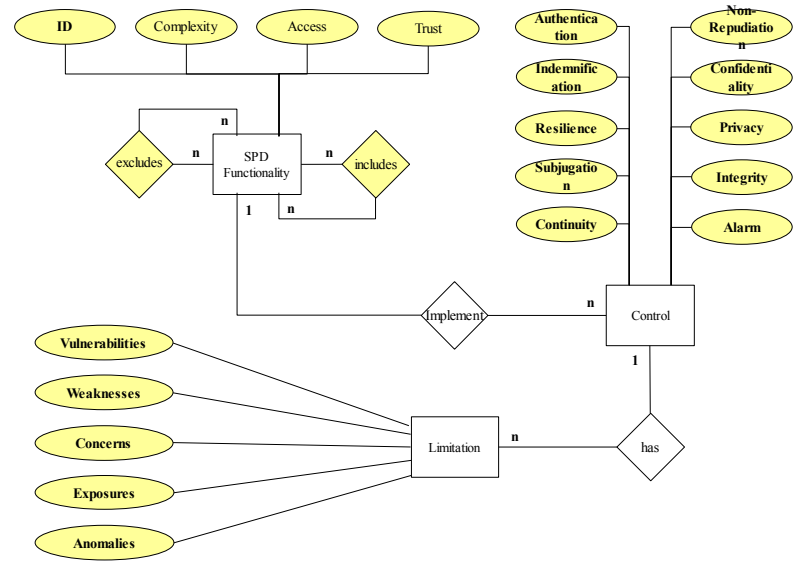 ID
Complexity
Access
Trust
Authentica
tion
Non-
Repudiatio
n
Indemnific
ation
Confidenti
ality
Resilience
Privacy
Subjugatio
n
Integrity
Continuity
Alarm
n
excludes
n
SPD
Functionality
n
includes
1
n
Implement
n
Control
1
Vulnerabilities
Weaknesses
Concerns
Exposures
Anomalies
Limitation
n
has